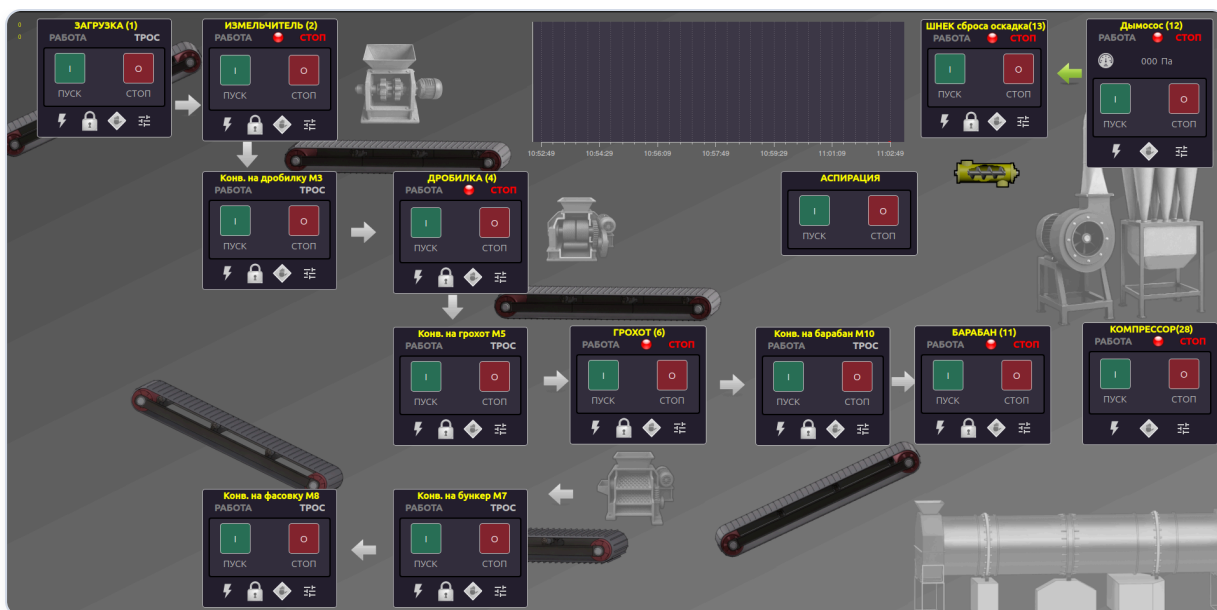 0
0
ЗАГРУЗКА (1)
РАБОТА ТРОС
I O
ПУСК СТОП
ИЗМЕЛЬЧИТЕЛЬ (2)
РАБОТА СТОП
I O
ПУСК СТОП
10:52:49 10:54:29 10:56:09 10:57:49 10:59:29 11:01:09 11:02:49
ШНЕК сброса оскадка(13)
РАБОТА СТОП
I O
ПУСК СТОП
Дымосос (12)
РАБОТА СТОП
000 Па
I O
ПУСК СТОП
Конв. на дробилку М3
РАБОТА ТРОС
I O
ПУСК СТОП
ДРОБИЛКА (4)
РАБОТА СТОП
I O
ПУСК СТОП
АСПИРАЦИЯ
I O
ПУСК СТОП
Конв. на грохот М5
РАБОТА ТРОС
I O
ПУСК СТОП
ГРОХОТ (6)
РАБОТА СТОП
I O
ПУСК СТОП
Конв. на барабан М10
РАБОТА ТРОС
I O
ПУСК СТОП
БАРАБАН (11)
РАБОТА СТОП
I O
ПУСК СТОП
КОМПРЕССОР(28)
РАБОТА СТОП
I O
ПУСК СТОП
Конв. на фасовку М8
РАБОТА ТРОС
I O
ПУСК СТОП
Конв. на бункер М7
РАБОТА ТРОС
I O
ПУСК СТОП